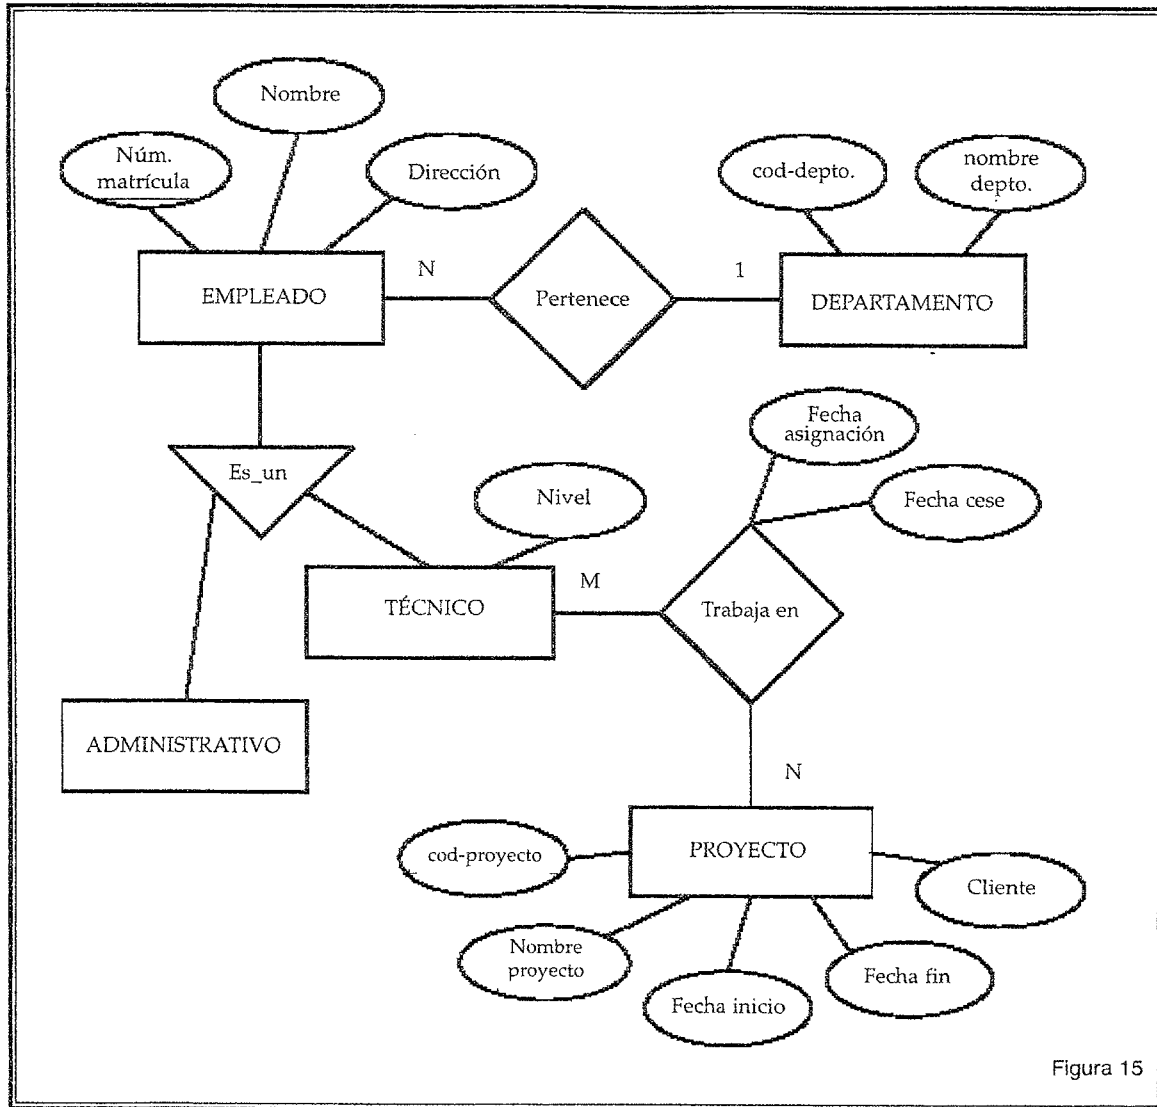 Nombre
Núm.
matrícula
Dirección
cod-depto.
nombre
depto.
EMPLEADO
N
Pertenece
1
DEPARTAMENTO
Es_un
Nivel
Fecha
asignación
Fecha cese
TÉCNICO
M
Trabaja en
ADMINISTRATIVO
N
PROYECTO
cod-proyecto
Cliente
Nombre
proyecto
Fecha inicio
Fecha fin
Figura 15